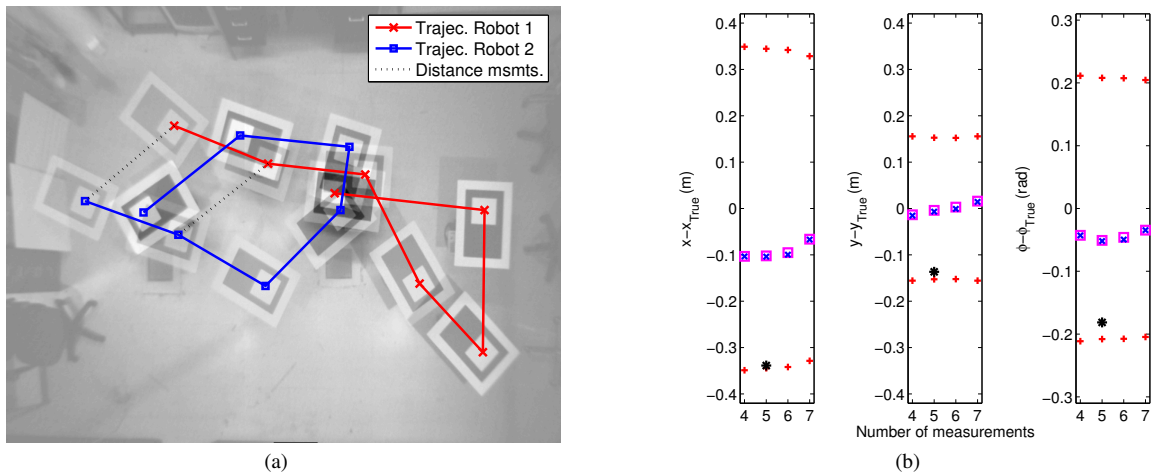 Trajec. Robot 1
Trajec. Robot 2
Distance msmts.
(a)
x−x_True (m)
0.4
0.3
0.2
0.1
0
−0.1
−0.2
−0.3
−0.4
4 5 6 7
y−y_True (m)
0.4
0.3
0.2
0.1
0
−0.1
−0.2
−0.3
−0.4
4 5 6 7
ϕ−ϕ_True (rad)
0.3
0.2
0.1
0
−0.1
−0.2
−0.3
4 5 6 7
Number of measurements
(b)